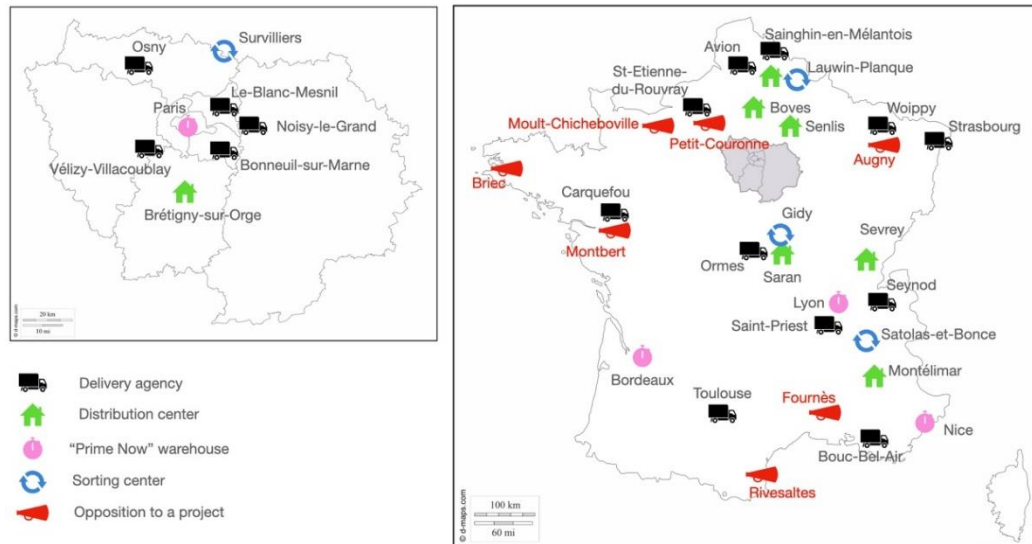 Osny
Survilliers
Le-Blanc-Mesnil
Paris
Noisy-le-Grand
Vélizy-Villacoublay
Bonneuil-sur-Marne
Brétigny-sur-Orge
20 km
10 mi
© d-maps.com
Delivery agency
Distribution center
“Prime Now” warehouse
Sorting center
Opposition to a project
Sainghin-en-Mélantois
Avion
Lauwin-Planque
St-Etienne-
du-Rouvray
Boves
Woippy
Moult-Chicheboville
Senlis
Strasbourg
Petit-Couronne
Augny
Briec
Carquefou
Gidy
Sevrey
Montbert
Ormes
Saran
Seynod
Lyon
Saint-Priest
Satolas-et-Bonce
Bordeaux
Montélimar
Toulouse
Fournès
Nice
Bouc-Bel-Air
Rivesaltes
100 km
60 mi
© d-maps.com